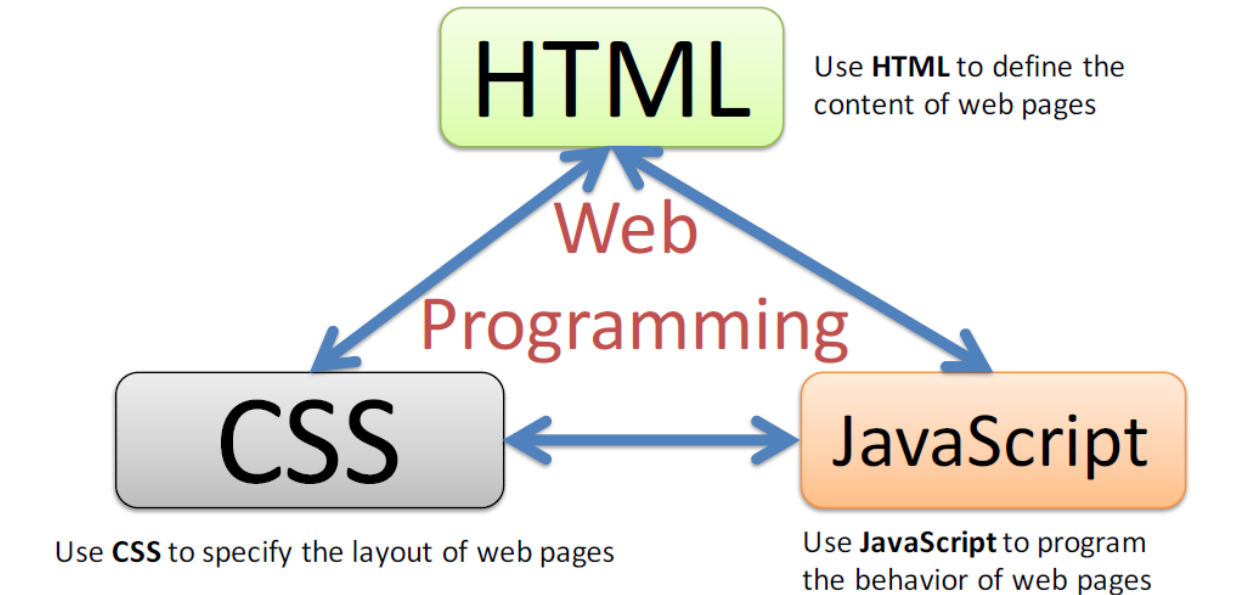 HTML
Use HTML to define the
content of web pages
Web
Programming
CSS
JavaScript
Use CSS to specify the layout of web pages
Use JavaScript to program
the behavior of web pages